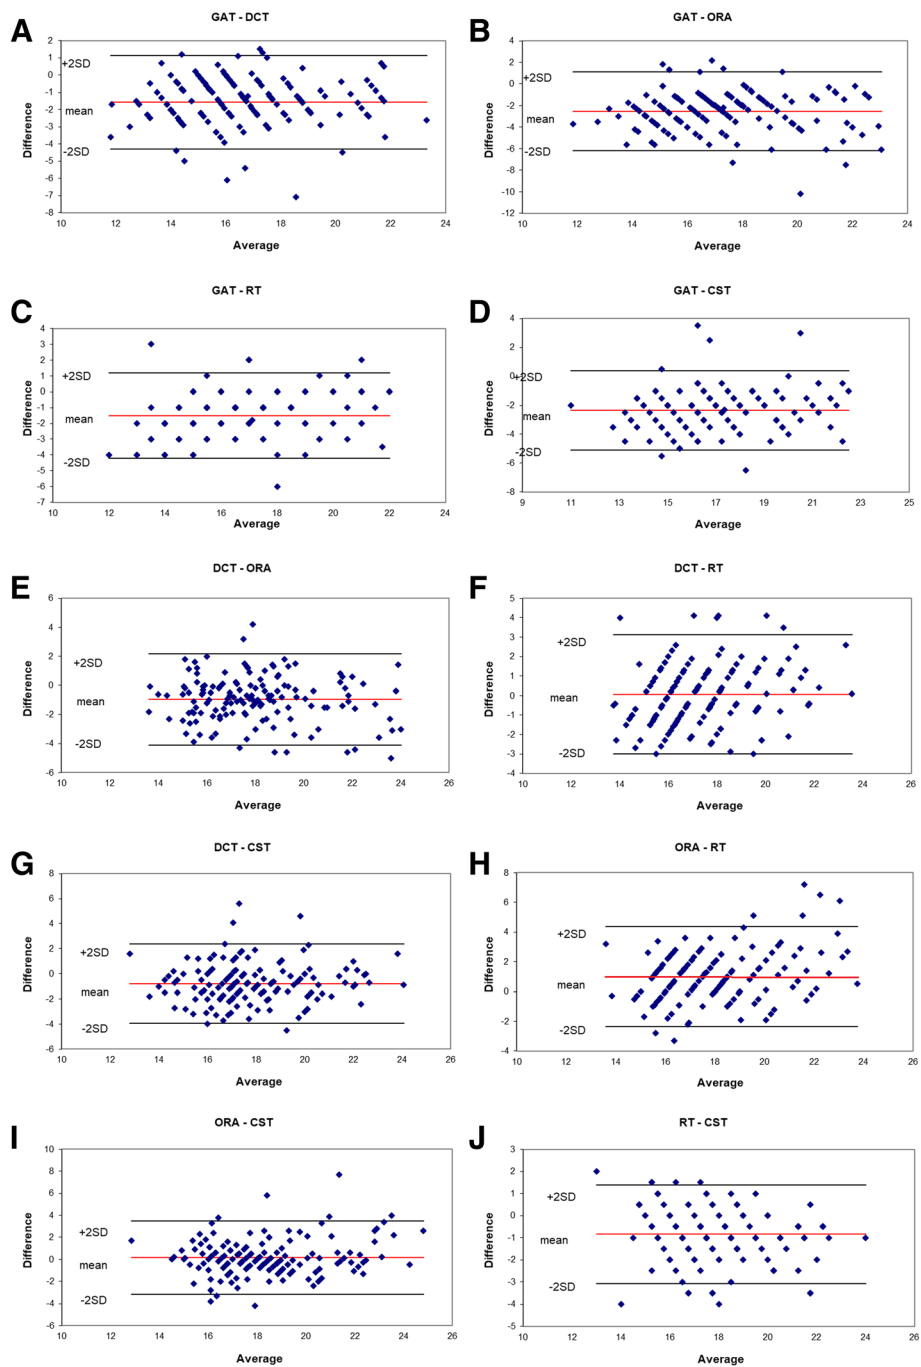 A
GAT - DCT
Difference
2
1
0
-1
-2
-3
-4
-5
-6
-7
-8
+2SD
mean
-2SD
10 12 14 16 18 20 22 24
Average
B
GAT - ORA
Difference
4
2
0
-2
-4
-6
-8
-10
-12
+2SD
mean
-2SD
10 12 14 16 18 20 22 24
Average
C
GAT - RT
Difference
4
3
2
1
0
-1
-2
-3
-4
-5
-6
-7
+2SD
mean
-2SD
10 12 14 16 18 20 22 24
Average
D
GAT - CST
Difference
4
2
0
-2
-4
-6
-8
+2SD
mean
-2SD
9 11 13 15 17 19 21 23 25
Average
E
DCT - ORA
Difference
6
4
2
0
-2
-4
-6
+2SD
mean
-2SD
10 12 14 16 18 20 22 24 26
Average
F
DCT - RT
Difference
5
4
3
2
1
0
-1
-2
-3
-4
+2SD
mean
-2SD
10 12 14 16 18 20 22 24 26
Average
G
DCT - CST
Difference
8
6
4
2
0
-2
-4
-6
+2SD
mean
-2SD
10 12 14 16 18 20 22 24 26
Average
H
ORA - RT
Difference
8
6
4
2
0
-2
-4
+2SD
mean
-2SD
10 12 14 16 18 20 22 24 26
Average
I
ORA - CST
Difference
10
8
6
4
2
0
-2
-4
-6
+2SD
mean
-2SD
10 12 14 16 18 20 22 24 26
Average
J
RT - CST
Difference
3
2
1
0
-1
-2
-3
-4
-5
+2SD
mean
-2SD
10 12 14 16 18 20 22 24 26
Average